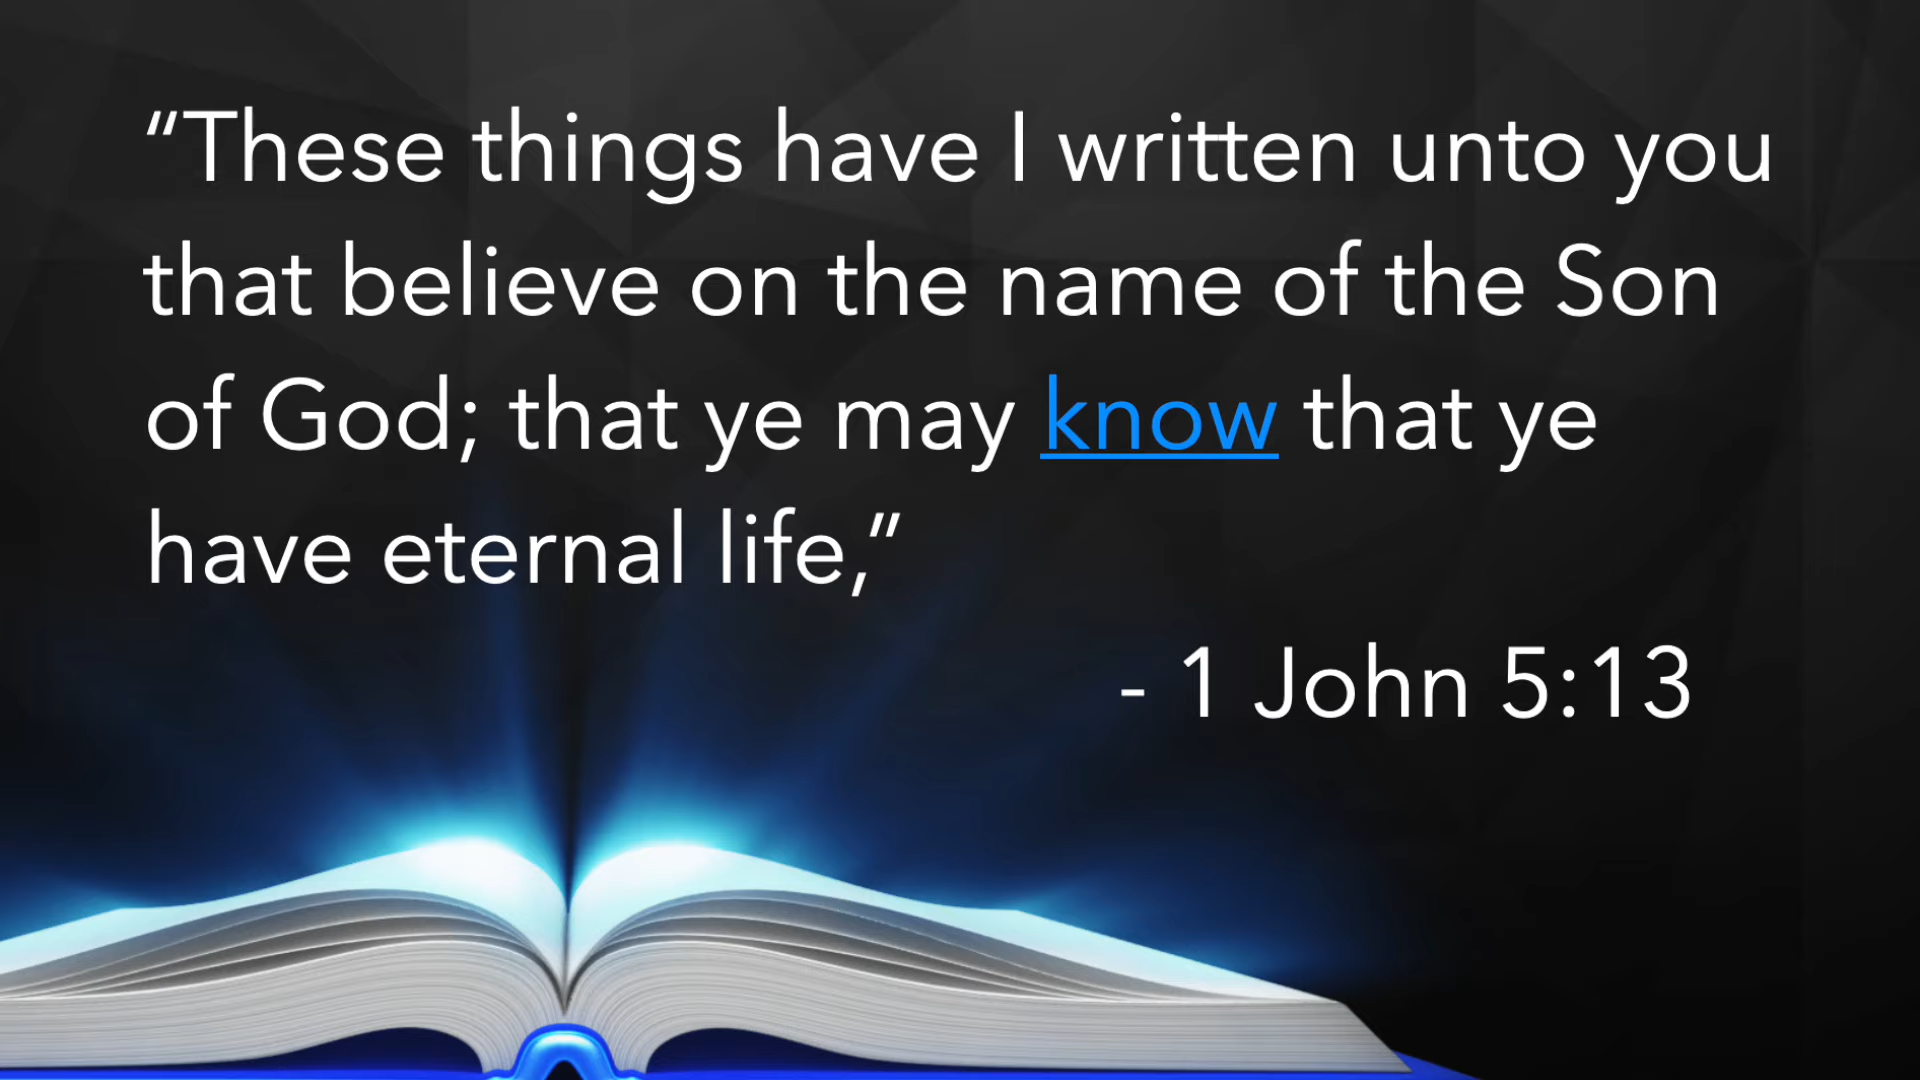 “These things have I written unto you
that believe on the name of the Son
of God; that ye may know that ye
have eternal life,”
- 1 John 5:13